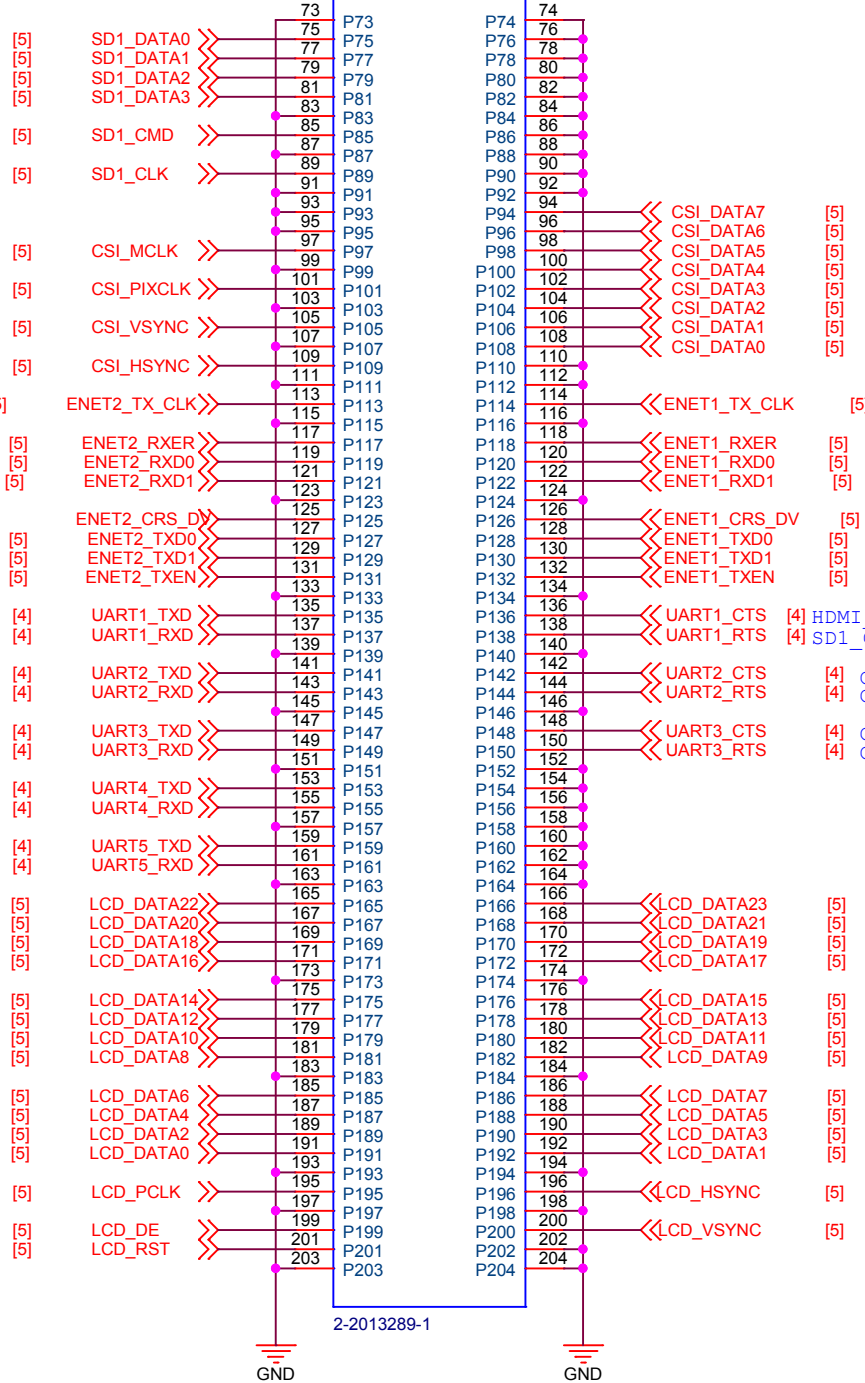 73 P73 P74 74
[5] SD1_DATA0 75 P75 P76 76
[5] SD1_DATA1 77 P77 P78 78
[5] SD1_DATA2 79 P79 P80 80
[5] SD1_DATA3 81 P81 P82 82
83 P83 P84 84
[5] SD1_CMD 85 P85 P86 86
87 P87 P88 88
[5] SD1_CLK 89 P89 P90 90
91 P91 P92 92
93 P93 P94 94 CSI_DATA7 [5]
95 P95 P96 96 CSI_DATA6 [5]
[5] CSI_MCLK 97 P97 P98 98 CSI_DATA5 [5]
99 P99 P100 100 CSI_DATA4 [5]
[5] CSI_PIXCLK 101 P101 P102 102 CSI_DATA3 [5]
103 P103 P104 104 CSI_DATA2 [5]
[5] CSI_VSYNC 105 P105 P106 106 CSI_DATA1 [5]
107 P107 P108 108 CSI_DATA0 [5]
[5] CSI_HSYNC 109 P109 P110 110
111 P111 P112 112
ENET2_TX_CLK 113 P113 P114 114 ENET1_TX_CLK
115 P115 P116 116
[5] ENET2_RXER 117 P117 P118 118 ENET1_RXER [5]
[5] ENET2_RXD0 119 P119 P120 120 ENET1_RXD0 [5]
[5] ENET2_RXD1 121 P121 P122 122 ENET1_RXD1 [5]
123 P123 P124 124
ENET2_CRS_DV 125 P125 P126 126 ENET1_CRS_DV [5]
[5] ENET2_TXD0 127 P127 P128 128 ENET1_TXD0 [5]
[5] ENET2_TXD1 129 P129 P130 130 ENET1_TXD1 [5]
[5] ENET2_TXEN 131 P131 P132 132 ENET1_TXEN [5]
133 P133 P134 134
[4] UART1_TXD 135 P135 P136 136 UART1_CTS [4] HDMI_
[4] UART1_RXD 137 P137 P138 138 UART1_RTS [4] SD1_
139 P139 P140 140
[4] UART2_TXD 141 P141 P142 142 UART2_CTS [4]
[4] UART2_RXD 143 P143 P144 144 UART2_RTS [4]
145 P145 P146 146
[4] UART3_TXD 147 P147 P148 148 UART3_CTS [4]
[4] UART3_RXD 149 P149 P150 150 UART3_RTS [4]
151 P151 P152 152
[4] UART4_TXD 153 P153 P154 154
[4] UART4_RXD 155 P155 P156 156
157 P157 P158 158
[4] UART5_TXD 159 P159 P160 160
[4] UART5_RXD 161 P161 P162 162
163 P163 P164 164
[5] LCD_DATA22 165 P165 P166 166 LCD_DATA23 [5]
[5] LCD_DATA20 167 P167 P168 168 LCD_DATA21 [5]
[5] LCD_DATA18 169 P169 P170 170 LCD_DATA19 [5]
[5] LCD_DATA16 171 P171 P172 172 LCD_DATA17 [5]
173 P173 P174 174
[5] LCD_DATA14 175 P175 P176 176 LCD_DATA15 [5]
[5] LCD_DATA12 177 P177 P178 178 LCD_DATA13 [5]
[5] LCD_DATA10 179 P179 P180 180 LCD_DATA11 [5]
[5] LCD_DATA8 181 P181 P182 182 LCD_DATA9 [5]
183 P183 P184 184
[5] LCD_DATA6 185 P185 P186 186 LCD_DATA7 [5]
[5] LCD_DATA4 187 P187 P188 188 LCD_DATA5 [5]
[5] LCD_DATA2 189 P189 P190 190 LCD_DATA3 [5]
[5] LCD_DATA0 191 P191 P192 192 LCD_DATA1 [5]
193 P193 P194 194
[5] LCD_PCLK 195 P195 P196 196 LCD_HSYNC [5]
197 P197 P198 198
[5] LCD_DE 199 P199 P200 200 LCD_VSYNC [5]
[5] LCD_RST 201 P201 P202 202
203 P203 P204 204
2-2013289-1
GND GND